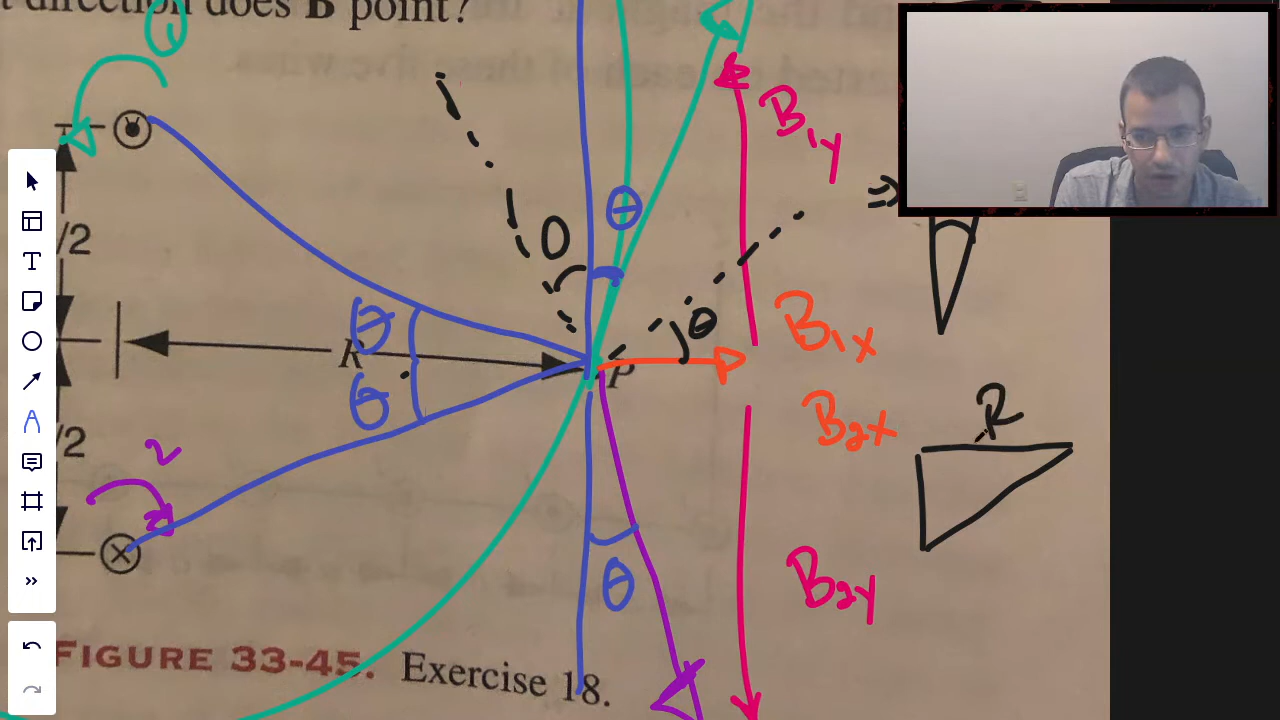 direction does B point?
1
B1y
θ
θ
θ
/2
θ
R
P
B1x
θ
R
B2x
/2
2
B2y
θ
FIGURE 33-45. Exercise 18.